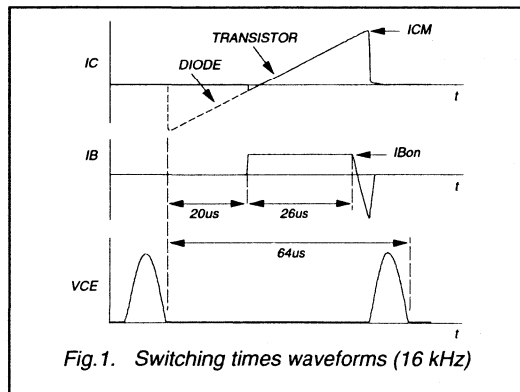 ICM
TRANSISTOR
IC
DIODE
t
IB
IBon
t
20us
26us
64us
VCE
t
Fig.1. Switching times waveforms (16 kHz)